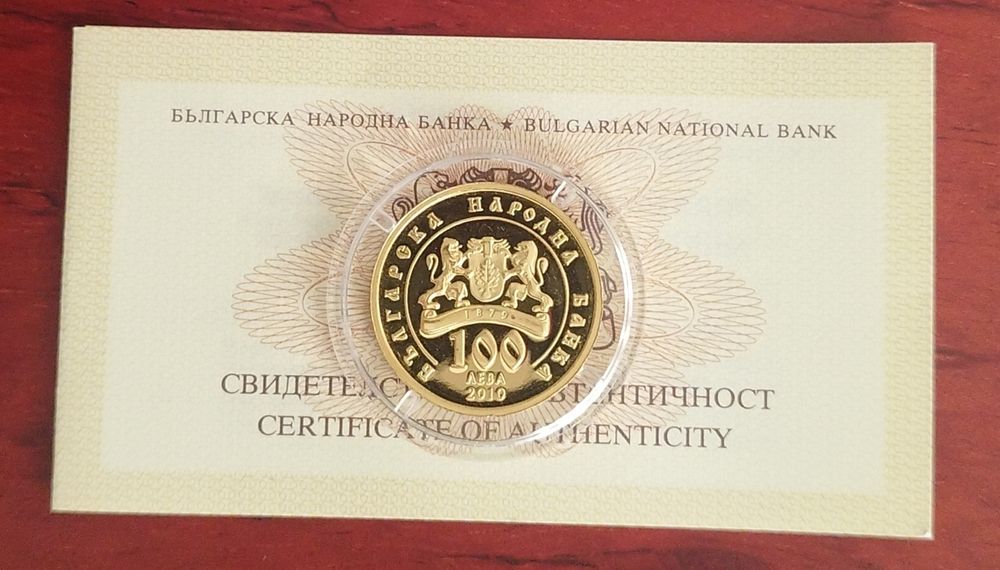 БЪЛГАРСКА НАРОДНА БАНКА ★ BULGARIAN NATIONAL BANK
БЪЛГАРСКА НАРОДНА БАНКА
1879
100
ЛЕВА
2010
CERTIFICATE OF AUTHENTICITY